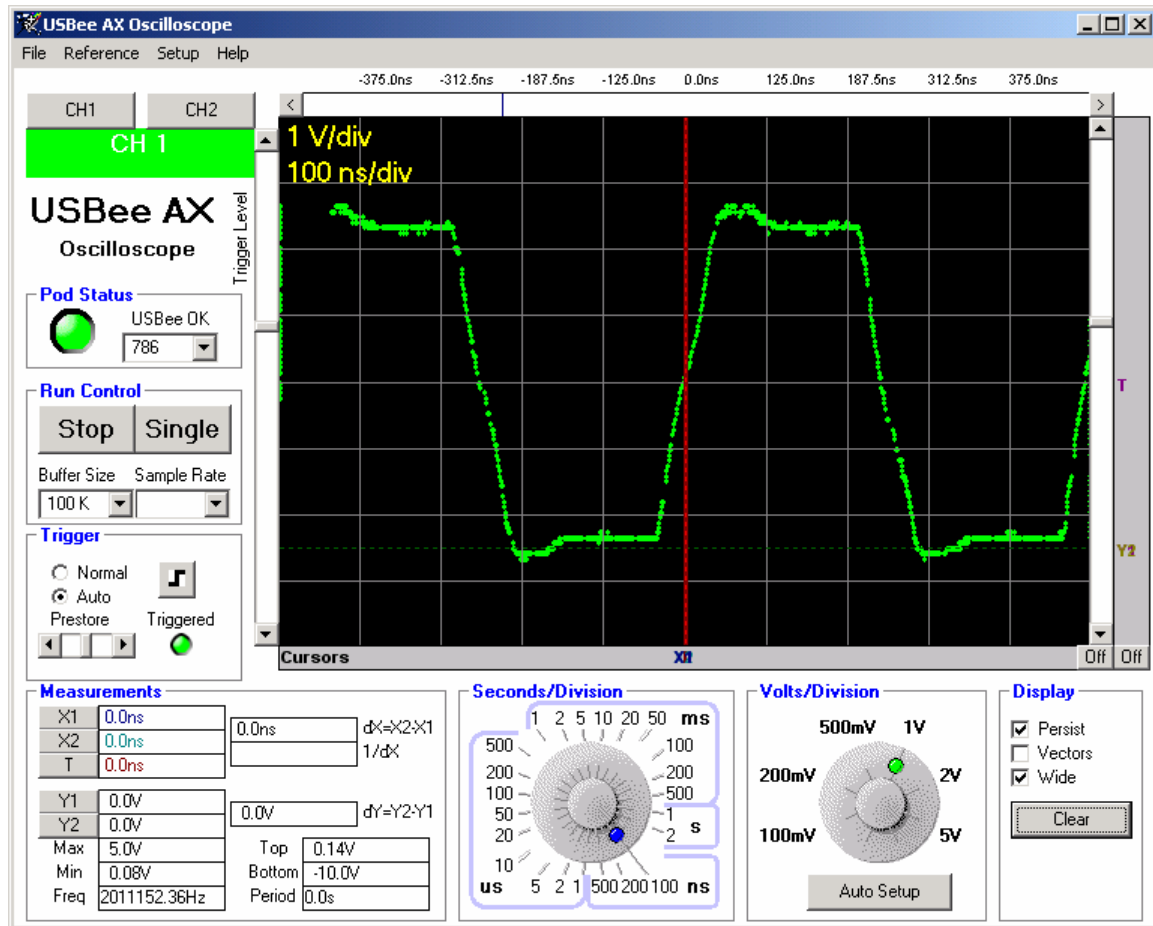 USBee AX Oscilloscope
File Reference Setup Help
-375.0ns -312.5ns -187.5ns -125.0ns 0.0ns 125.0ns 187.5ns 312.5ns 375.0ns
CH1 CH2
CH 1
1 V/div
100 ns/div
USBee AX
Oscilloscope
Trigger Level
Pod Status
USBee OK
786
Run Control
Stop Single
Buffer Size Sample Rate
100 K
Trigger
Normal
Auto
Prestore Triggered
T
Y2
Cursors Off Off
Measurements
X1 0.0ns
X2 0.0ns
T 0.0ns
0.0ns dX=X2-X1
1/dX
Y1 0.0V
Y2 0.0V
0.0V dY=Y2-Y1
Max 5.0V Top 0.14V
Min 0.08V Bottom -10.0V
Freq 2011152.36Hz Period 0.0s
Seconds/Division
1 2 5 10 20 50 ms
500 100
200 200
100 500
50 1
20 2 s
10
us 5 2 1 500 200 100 ns
Volts/Division
500mV 1V
200mV 2V
100mV 5V
Auto Setup
Display
Persist
Vectors
Wide
Clear